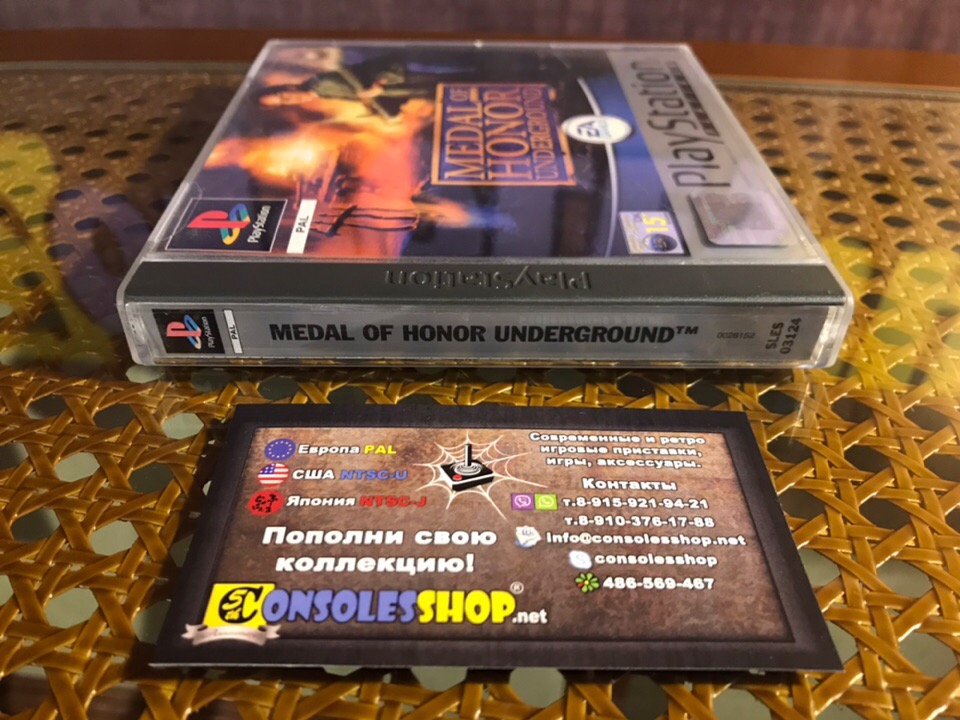 MEDAL OF
HONOR
UNDERGROUND
EA
PlayStation
PlayStation
PAL
15
PlayStation
PlayStation
PAL
MEDAL OF HONOR UNDERGROUND™
0028152
SLES
03124
Европа PAL
США NTSC-U
Япония NTSC-J
Пополни свою
коллекцию!
CONSOLESSHOP.net
®
Современные и ретро
игровые приставки,
игры, аксессуары.
Контакты
т.8-915-921-94-21
т.8-910-376-17-88
info@consolesshop.net
consolesshop
486-569-467